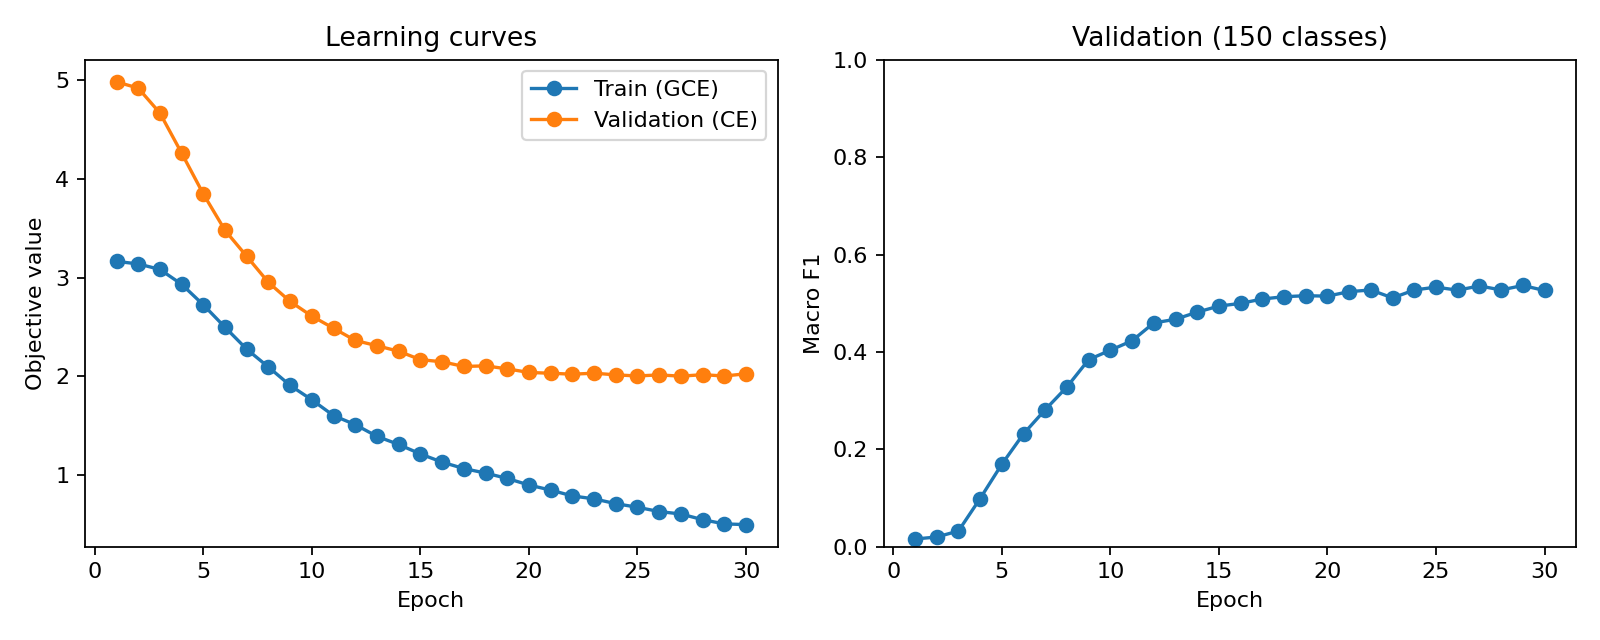 Learning curves
Train (GCE)
Validation (CE)
Objective value
5
4
3
2
1
0 5 10 15 20 25 30
Epoch
Validation (150 classes)
Macro F1
1.0
0.8
0.6
0.4
0.2
0.0
0 5 10 15 20 25 30
Epoch